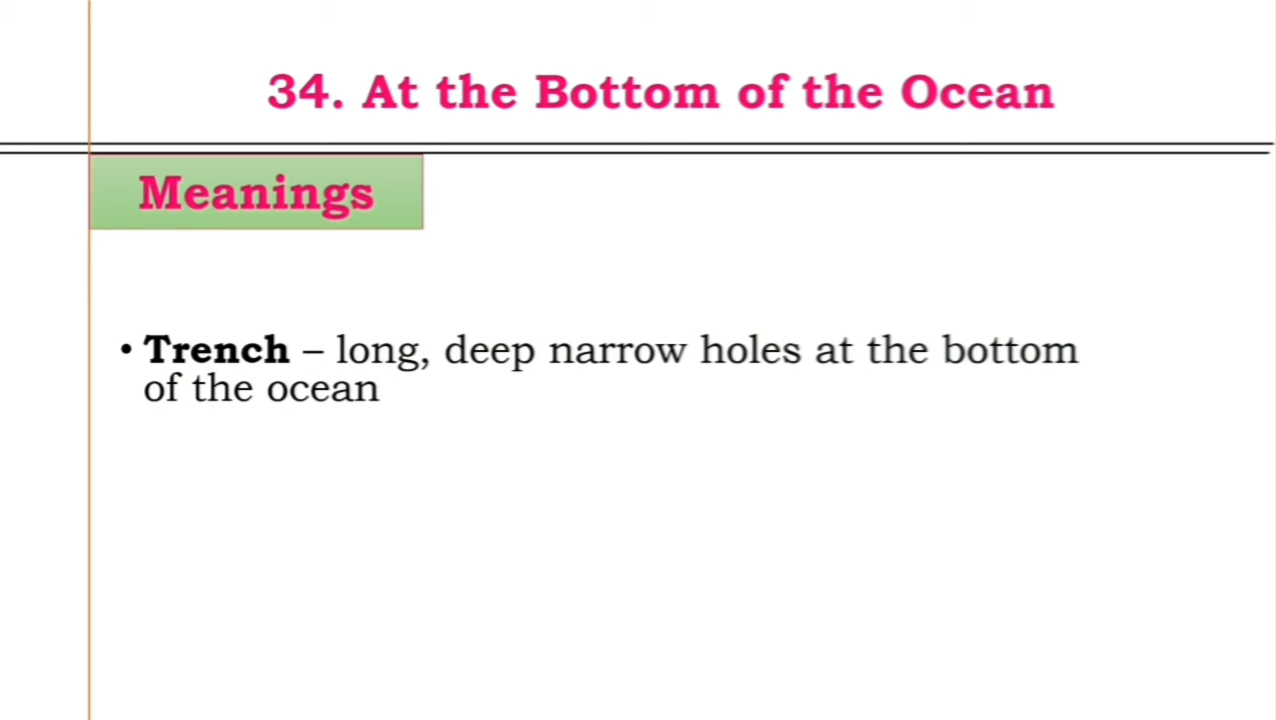 34. At the Bottom of the Ocean
Meanings
• Trench – long, deep narrow holes at the bottom
of the ocean